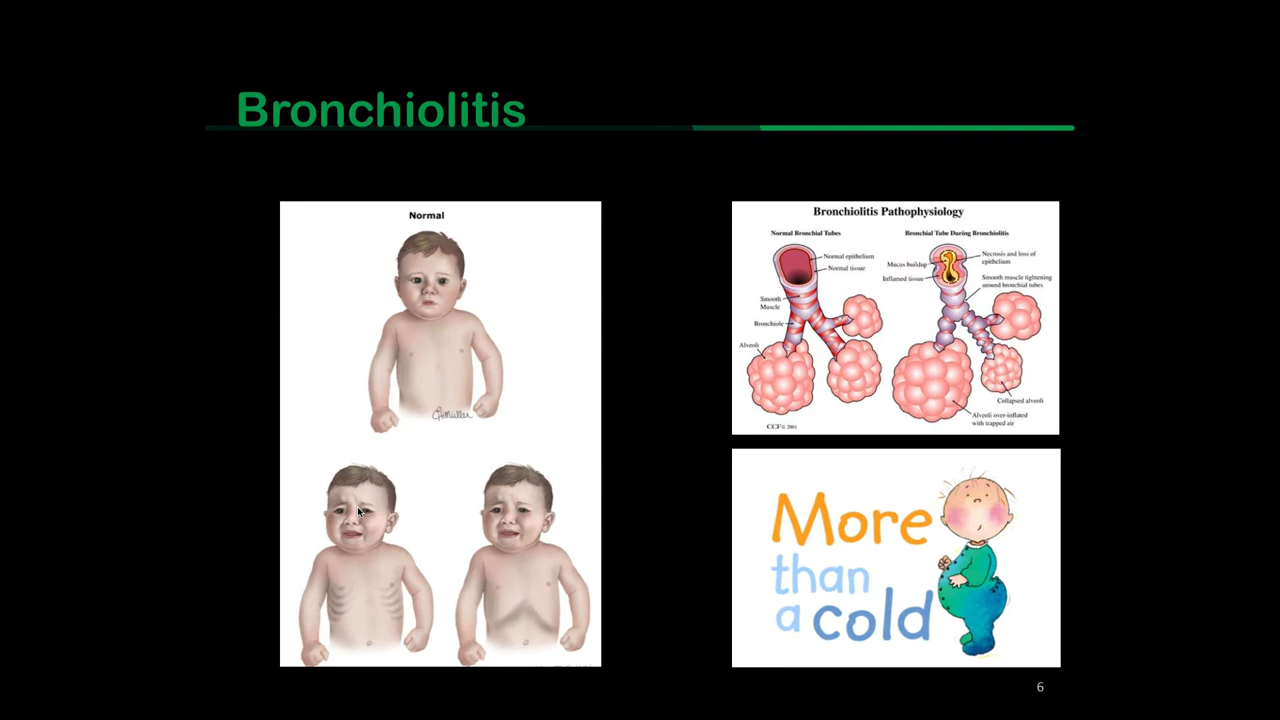 Bronchiolitis
Normal
Bronchiolitis Pathophysiology
Normal Bronchial Tubes
Bronchial Tube During Bronchiolitis
Normal epithelium
Normal tissue
Smooth
Muscle
Bronchiole
Alveoli
Mucus buildup
Inflamed tissue
Necrosis and loss of
epithelium
Smooth muscle tightening
around bronchial tubes
Collapsed alveoli
Alveoli over-inflated
with trapped air
CCF© 2001
More
than
a cold
6